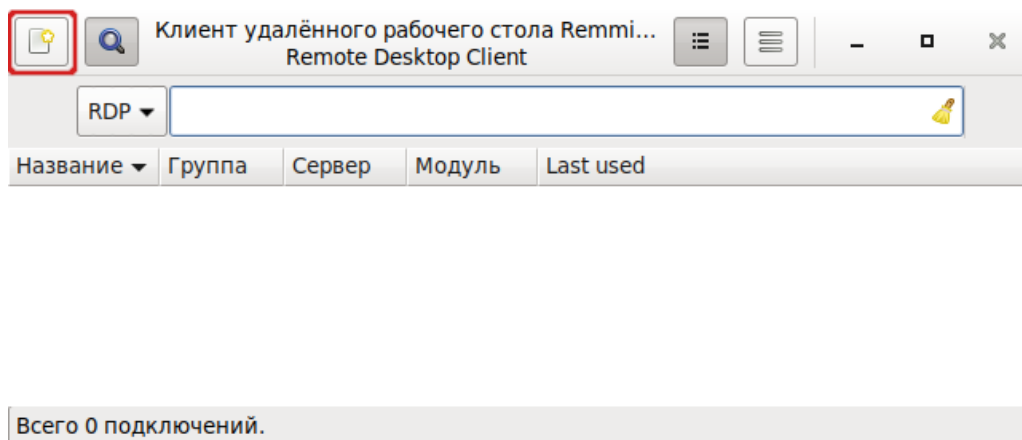 Клиент удалённого рабочего стола Remmi...
Remote Desktop Client
RDP
Название Группа Сервер Модуль Last used
Всего 0 подключений.